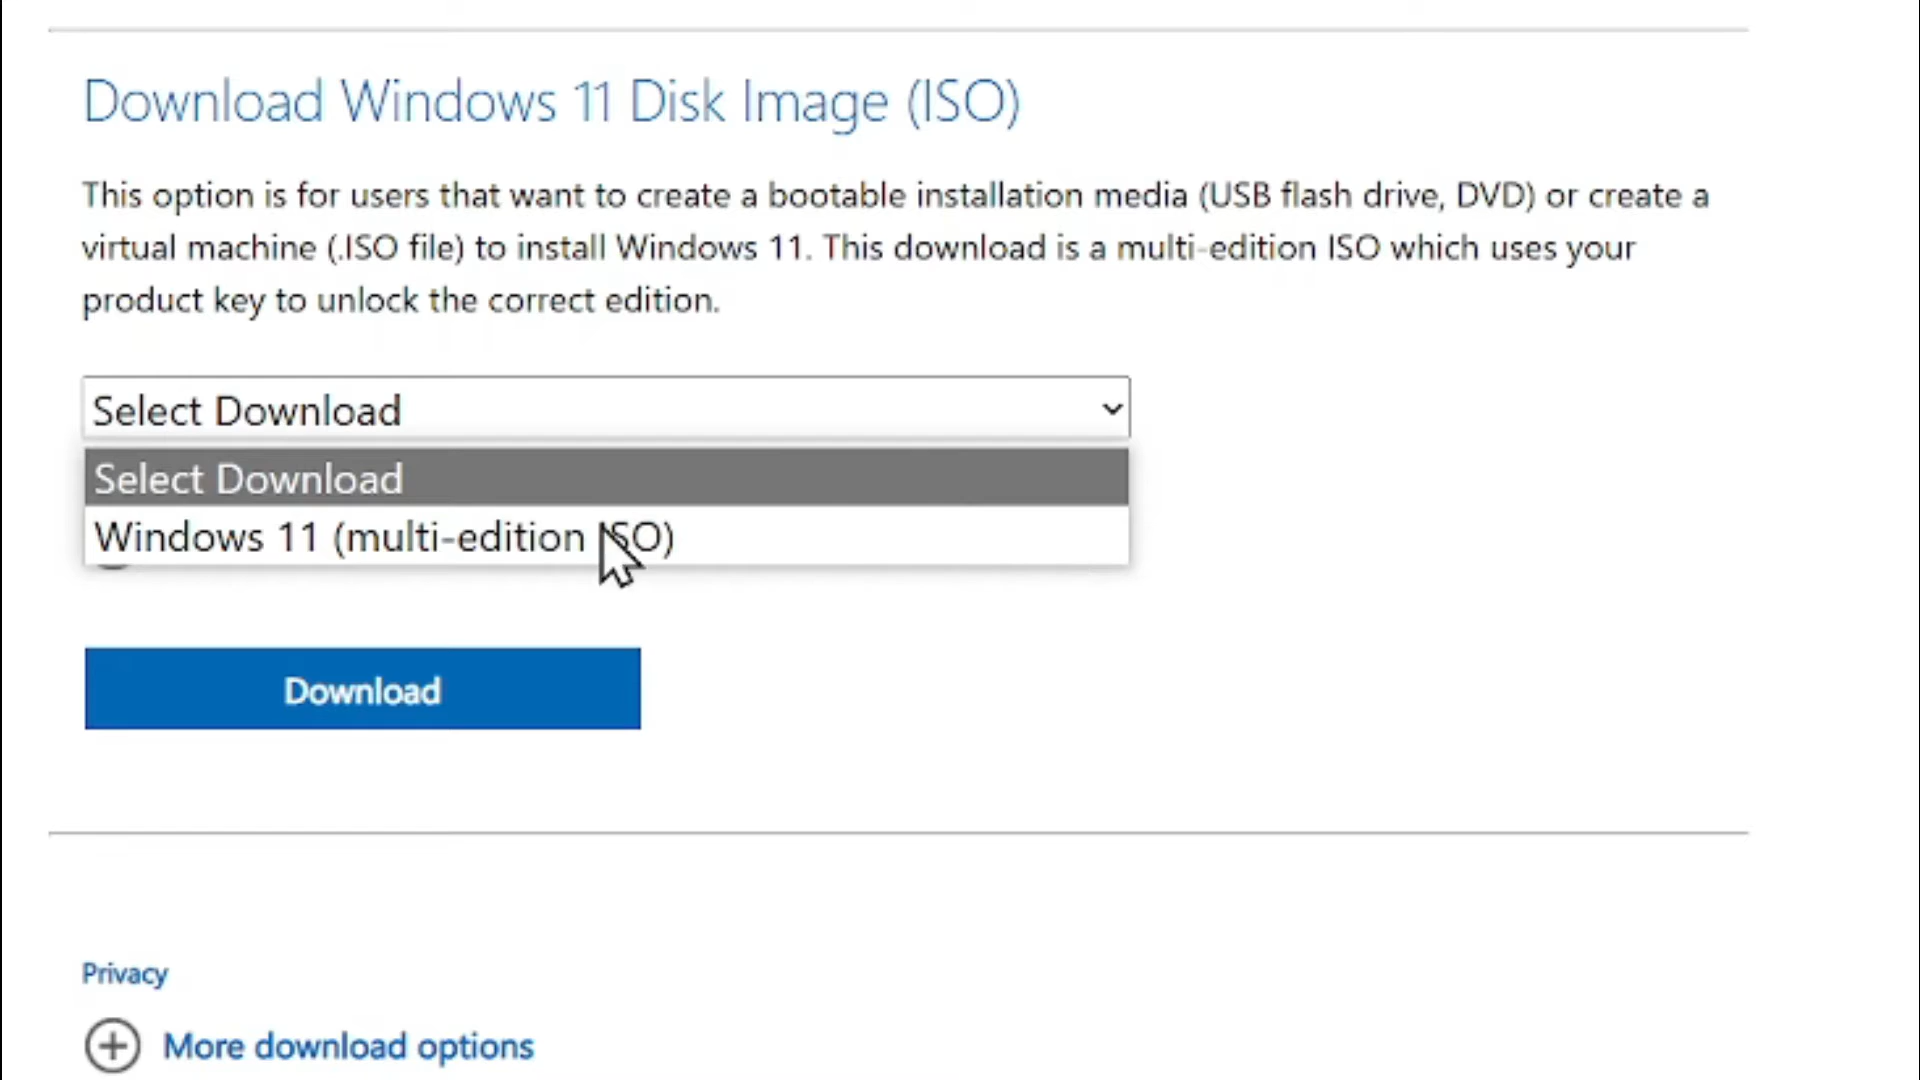 Download Windows 11 Disk Image (ISO)
This option is for users that want to create a bootable installation media (USB flash drive, DVD) or create a
virtual machine (.ISO file) to install Windows 11. This download is a multi-edition ISO which uses your
product key to unlock the correct edition.
Select Download
Select Download
Windows 11 (multi-edition ISO)
Download
Privacy
More download options